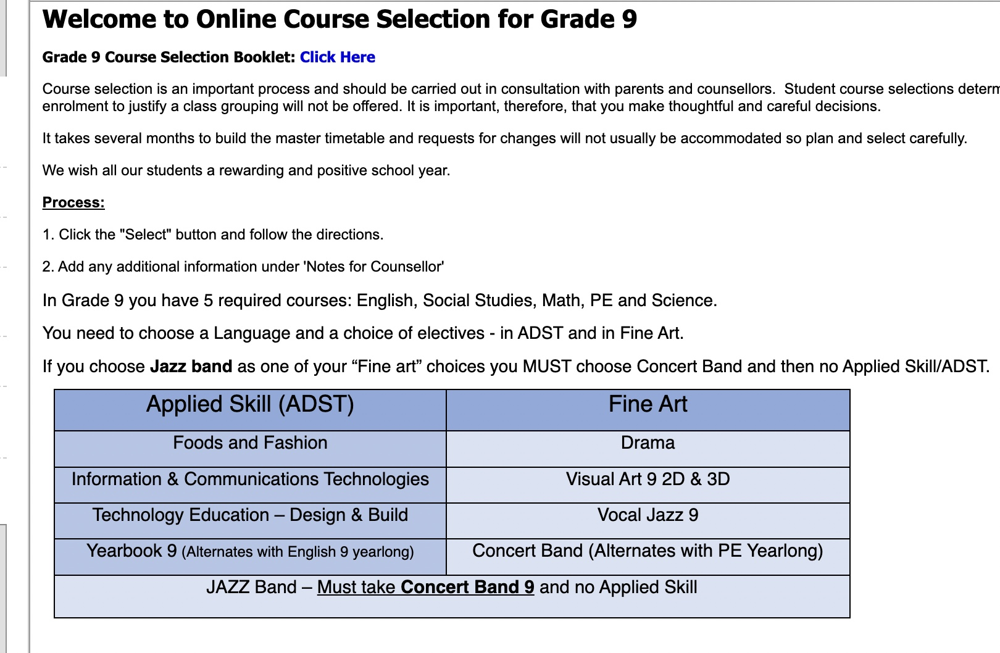 Welcome to Online Course Selection for Grade 9
Grade 9 Course Selection Booklet: Click Here
Course selection is an important process and should be carried out in consultation with parents and counsellors.  Student course selections determ
enrolment to justify a class grouping will not be offered. It is important, therefore, that you make thoughtful and careful decisions.
It takes several months to build the master timetable and requests for changes will not usually be accommodated so plan and select carefully.
We wish all our students a rewarding and positive school year.
Process:
1. Click the "Select" button and follow the directions.
2. Add any additional information under 'Notes for Counsellor'
In Grade 9 you have 5 required courses: English, Social Studies, Math, PE and Science.
You need to choose a Language and a choice of electives - in ADST and in Fine Art.
If you choose Jazz band as one of your “Fine art” choices you MUST choose Concert Band and then no Applied Skill/ADST.
Applied Skill (ADST) Fine Art
Foods and Fashion Drama
Information & Communications Technologies Visual Art 9 2D & 3D
Technology Education – Design & Build Vocal Jazz 9
Yearbook 9 (Alternates with English 9 yearlong) Concert Band (Alternates with PE Yearlong)
JAZZ Band – Must take Concert Band 9 and no Applied Skill